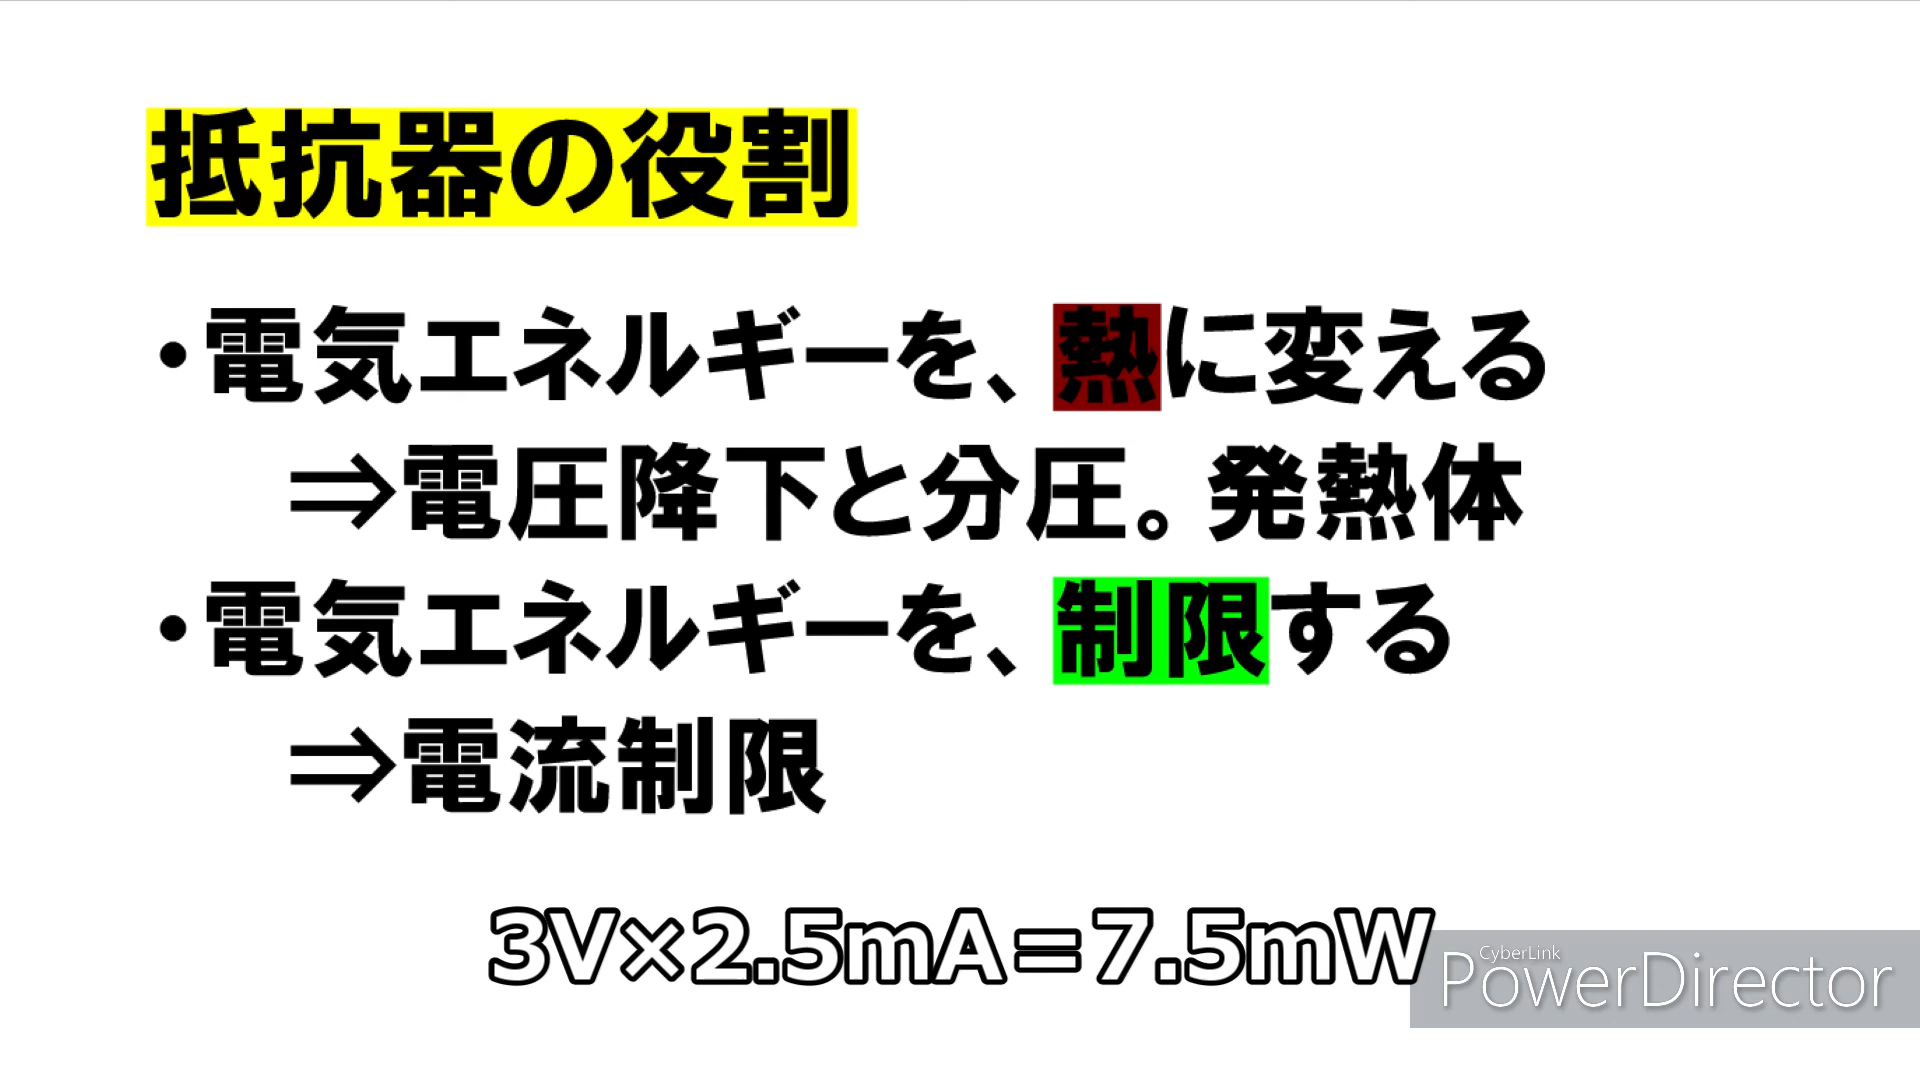 抵抗器の役割
・電気エネルギーを、熱に変える
⇒電圧降下と分圧。発熱体
・電気エネルギーを、制限する
⇒電流制限
3V×2.5mA=7.5mW
CyberLink
PowerDirector